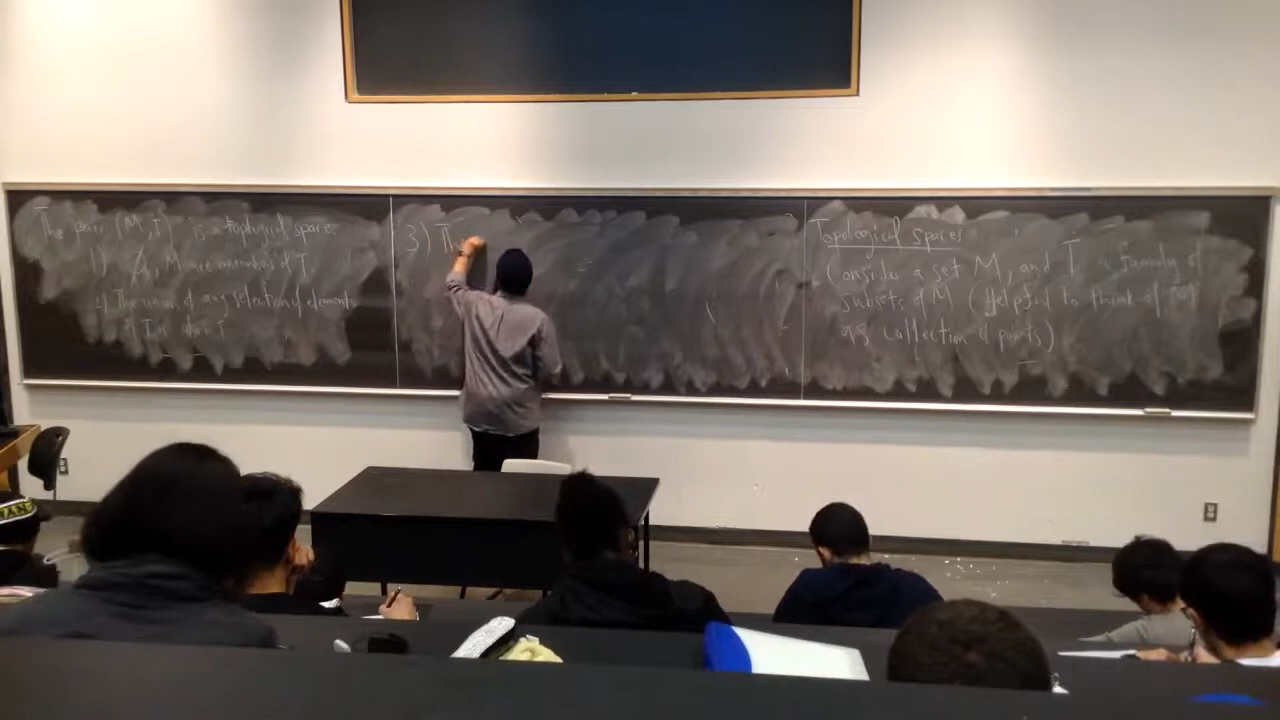 The pair (M,T) is a topological space:
1) ∅, M are members of T
2) The union of any selection of elements
of T is also in T
3) Th
Topological spaces
Consider a set M, and T a family of
subsets of M (Helpful to think of M
as collection of points)
NY